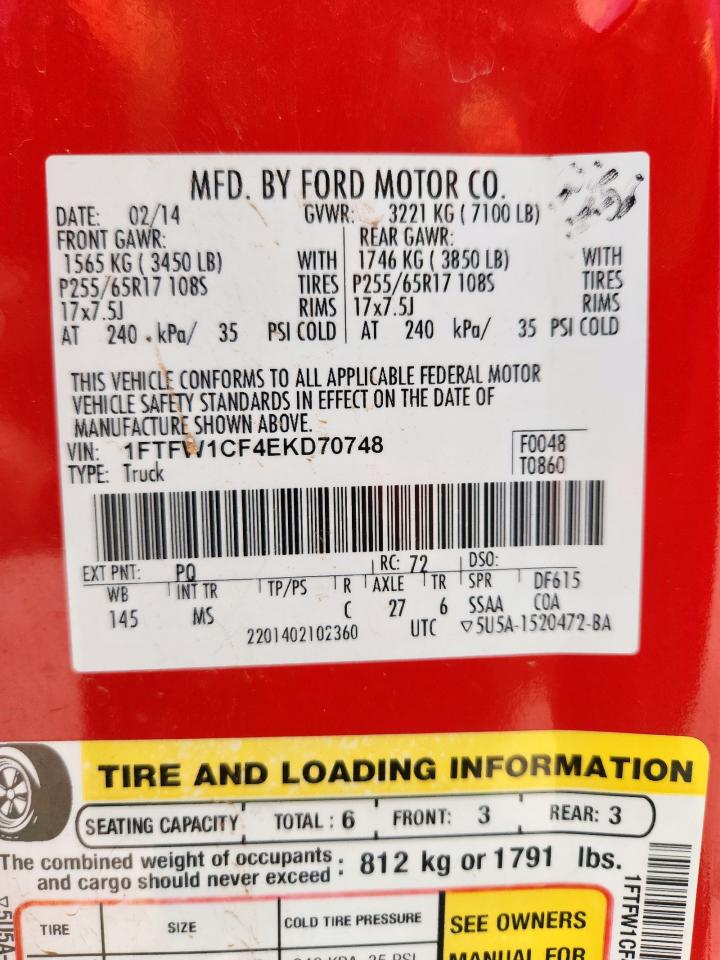 MFD. BY FORD MOTOR CO.
DATE: 02/14 GVWR: 3221 KG ( 7100 LB)
FRONT GAWR: REAR GAWR:
1565 KG ( 3450 LB) WITH 1746 KG ( 3850 LB) WITH
P255/65R17 108S TIRES P255/65R17 108S TIRES
17x7.5J RIMS 17x7.5J RIMS
AT 240 kPa/ 35 PSI COLD AT 240 kPa/ 35 PSI COLD
THIS VEHICLE CONFORMS TO ALL APPLICABLE FEDERAL MOTOR
VEHICLE SAFETY STANDARDS IN EFFECT ON THE DATE OF
MANUFACTURE SHOWN ABOVE.
VIN: 1FTFW1CF4EKD70748 F0048
TYPE: Truck T0860
EXT PNT: PQ RC: 72 DSO:
WB INT TR TP/PS R AXLE TR SPR DF615
145 MS C 27 6 SSAA COA
2201402102360 UTC ▽5U5A-1520472-BA
TIRE AND LOADING INFORMATION
SEATING CAPACITY TOTAL : 6 FRONT: 3 REAR: 3
The combined weight of occupants : 812 kg or 1791 lbs.
and cargo should never exceed
TIRE SIZE COLD TIRE PRESSURE SEE OWNERS
MANUAL FOR
35 PSI
1FTFW1CF
▽5U5A-